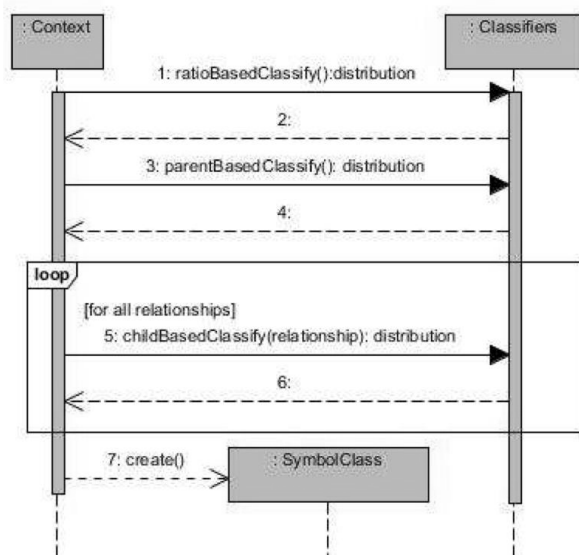 : Context
: Classifiers
1: ratioBasedClassify():distribution
2:
3: parentBasedClassify(): distribution
4:
loop
[for all relationships]
5: childBasedClassify(relationship): distribution
6:
7: create()
: SymbolClass